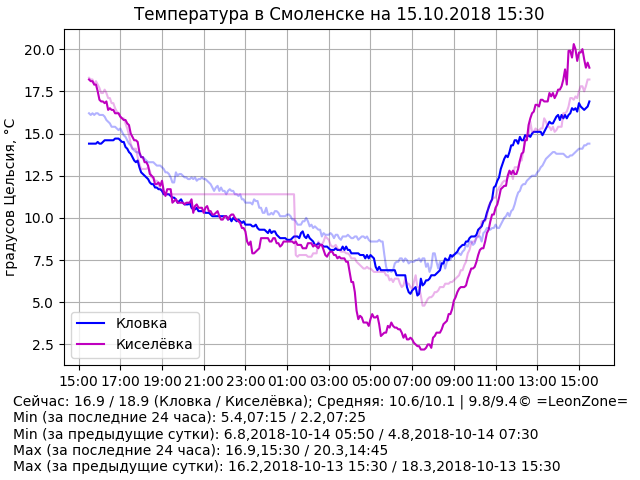 Температура в Смоленске на 15.10.2018 15:30
градусов Цельсия, °C
20.0
17.5
15.0
12.5
10.0
7.5
5.0
2.5
Кловка
Киселёвка
15:00 17:00 19:00 21:00 23:00 01:00 03:00 05:00 07:00 09:00 11:00 13:00 15:00
Сейчас: 16.9 / 18.9 (Кловка / Киселёвка); Средняя: 10.6/10.1 | 9.8/9.4© =LeonZone=
Min (за последние 24 часа): 5.4,07:15 / 2.2,07:25
Min (за предыдущие сутки): 6.8,2018-10-14 05:50 / 4.8,2018-10-14 07:30
Max (за последние 24 часа): 16.9,15:30 / 20.3,14:45
Max (за предыдущие сутки): 16.2,2018-10-13 15:30 / 18.3,2018-10-13 15:30